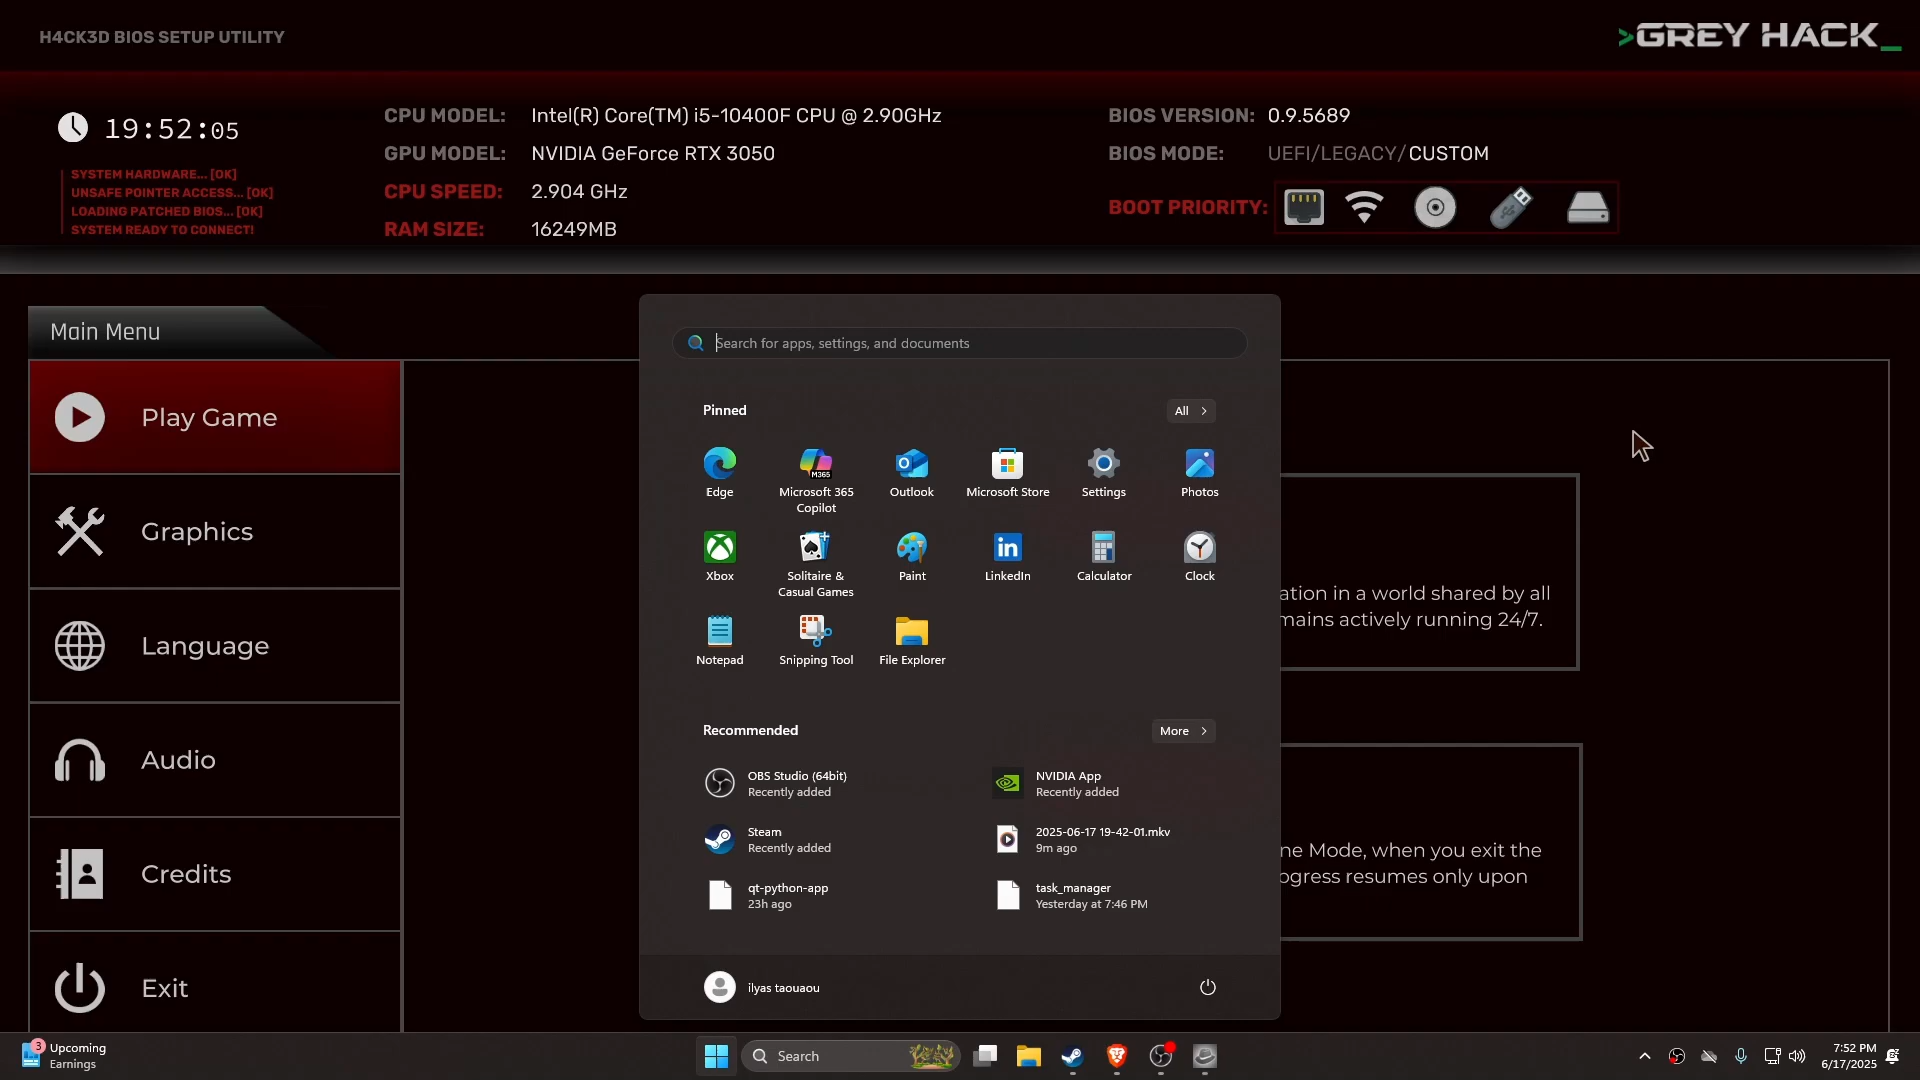 H4CK3D BIOS SETUP UTILITY
>GREY HACK_
19:52:05
SYSTEM HARDWARE... [OK]
UNSAFE POINTER ACCESS... [OK]
LOADING PATCHED BIOS... [OK]
SYSTEM READY TO CONNECT!
CPU MODEL: Intel(R) Core(TM) i5-10400F CPU @ 2.90GHz
GPU MODEL: NVIDIA GeForce RTX 3050
CPU SPEED: 2.904 GHz
RAM SIZE: 16249MB
BIOS VERSION: 0.9.5689
BIOS MODE: UEFI/LEGACY/CUSTOM
BOOT PRIORITY:
Main Menu
Play Game
Graphics
Language
Audio
Credits
Exit
Search for apps, settings, and documents
Pinned
All
Edge
Microsoft 365
Copilot
M365
Outlook
Microsoft Store
Settings
Photos
Xbox
Solitaire &
Casual Games
Paint
LinkedIn
Calculator
Clock
Notepad
Snipping Tool
File Explorer
Recommended
More
OBS Studio (64bit)
Recently added
NVIDIA App
Recently added
Steam
Recently added
2025-06-17 19-42-01.mkv
9m ago
qt-python-app
23h ago
task_manager
Yesterday at 7:46 PM
ilyas taouaou
ation in a world shared by all
mains actively running 24/7.
ne Mode, when you exit the
ogress resumes only upon
3
Upcoming
Earnings
Search
7:52 PM
6/17/2025